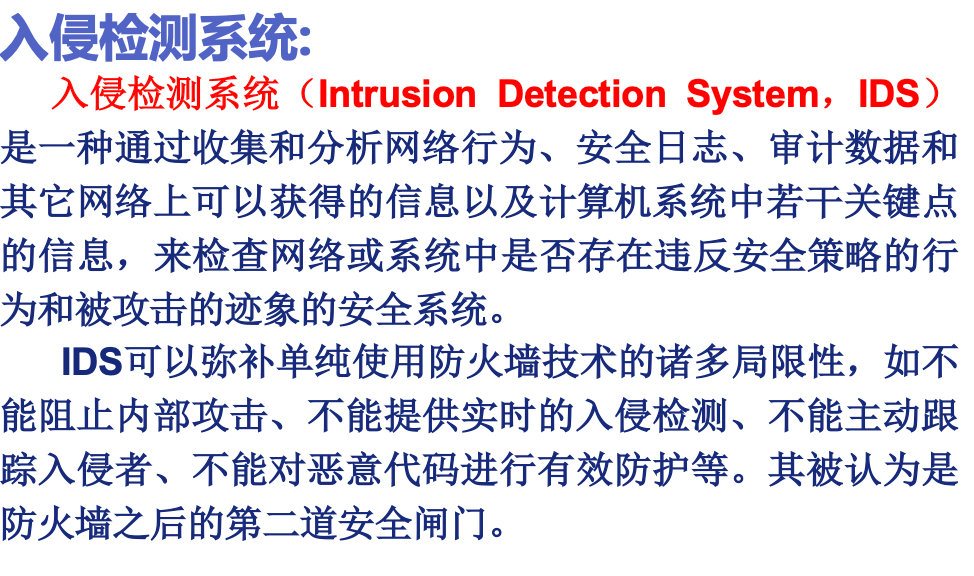 入侵检测系统:
入侵检测系统（Intrusion Detection System，IDS）
是一种通过收集和分析网络行为、安全日志、审计数据和
其它网络上可以获得的信息以及计算机系统中若干关键点
的信息，来检查网络或系统中是否存在违反安全策略的行
为和被攻击的迹象的安全系统。
IDS可以弥补单纯使用防火墙技术的诸多局限性，如不
能阻止内部攻击、不能提供实时的入侵检测、不能主动跟
踪入侵者、不能对恶意代码进行有效防护等。其被认为是
防火墙之后的第二道安全闸门。